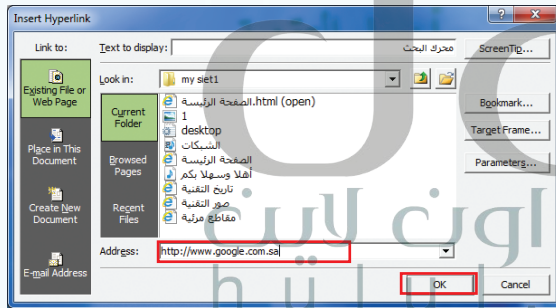 Insert Hyperlink
Link to:
Text to display: محرك البحث
ScreenTip...
Existing File or Web Page
Look in: my siet1
Current Folder
الصفحة الرئيسة.html (open)
1
desktop
الشبكات
الصفحة الرئيسة
أهلا وسهلا بكم
تاريخ التقنية
صور التقنية
مقاطع مرئية
Bookmark...
Target Frame...
Parameters...
Place in This Document
Browsed Pages
Create New Document
Recent Files
E-mail Address
Address: http://www.google.com.sa
OK
Cancel
اون لاين